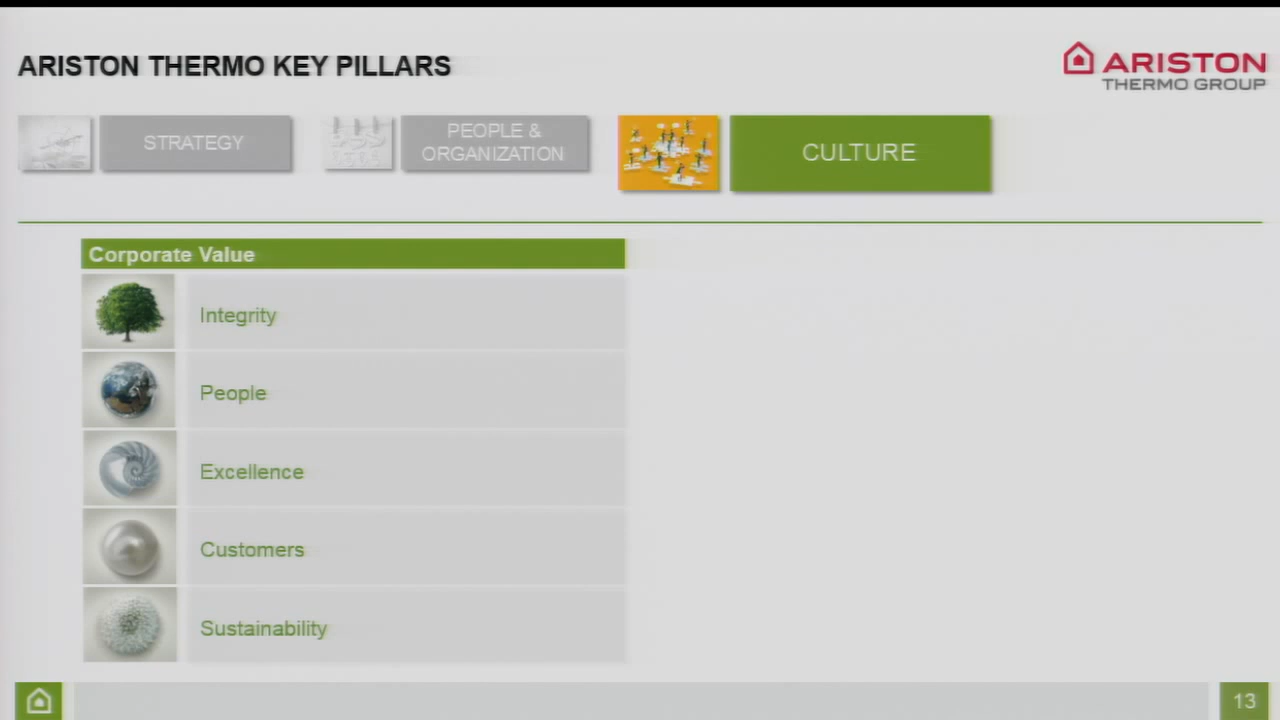 ARISTON THERMO KEY PILLARS
ARISTON
THERMO GROUP
STRATEGY
PEOPLE &
ORGANIZATION
CULTURE
Corporate Value
Integrity
People
Excellence
Customers
Sustainability
13